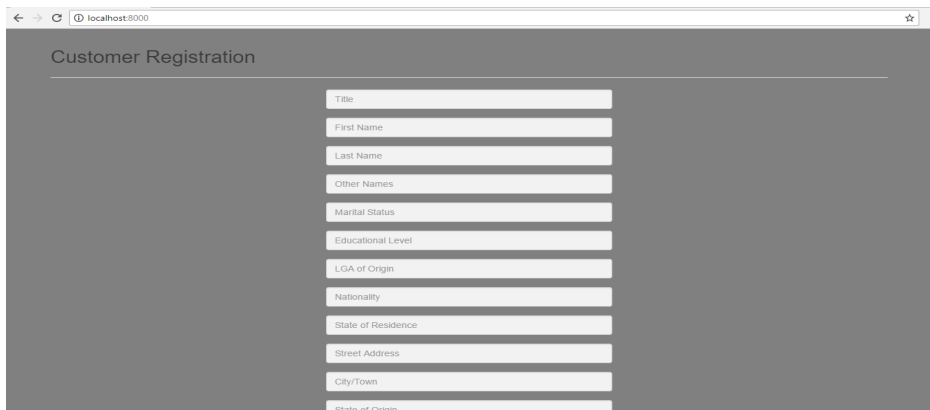 localhost:8000
Customer Registration
Title
First Name
Last Name
Other Names
Marital Status
Educational Level
LGA of Origin
Nationality
State of Residence
Street Address
City/Town
State of Origin